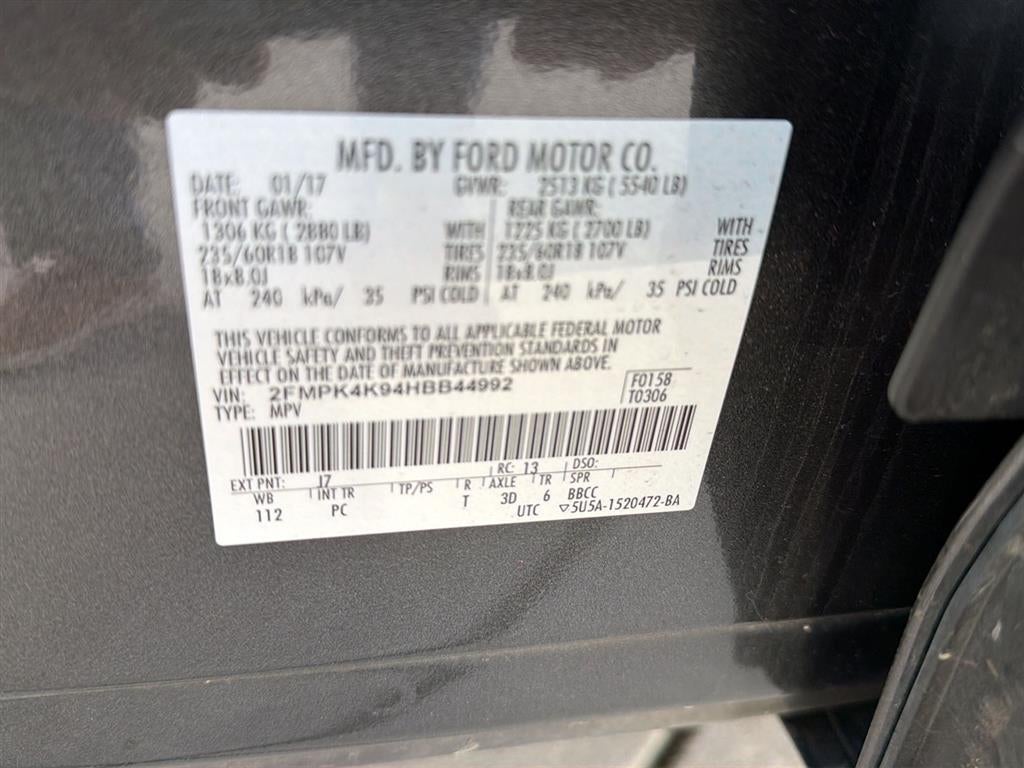 MFD. BY FORD MOTOR CO.
DATE: 01/17 GVWR: 2513 KG ( 5540 LB)
FRONT GAWR: REAR GAWR:
1306 KG ( 2880 LB) WITH 1225 KG ( 2700 LB) WITH
235/60R18 107V TIRES 235/60R18 107V TIRES
18x8.0J RIMS 18x8.0J RIMS
AT 240 kPa/ 35 PSI COLD AT 240 kPa/ 35 PSI COLD
THIS VEHICLE CONFORMS TO ALL APPLICABLE FEDERAL MOTOR
VEHICLE SAFETY AND THEFT PREVENTION STANDARDS IN
EFFECT ON THE DATE OF MANUFACTURE SHOWN ABOVE.
VIN: 2FMPK4K94HBB44992 F0158
TYPE: MPV T0306
EXT PNT: J7 RC: 13 DSO:
WB INT TR TP/PS R AXLE TR SPR
112 PC T 3D 6 BBCC
UTC ▽5U5A-1520472-BA